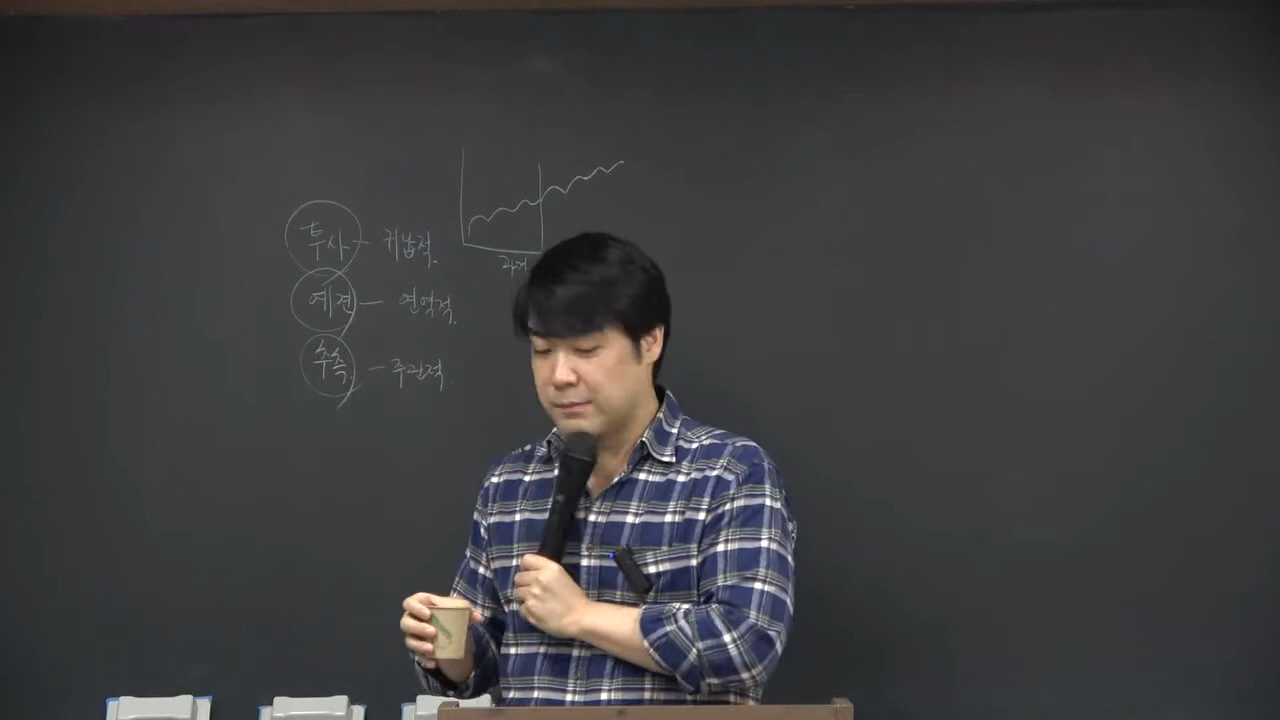 투사 - 귀납적.
과거
예견 - 연역적.
추측. - 주관적.